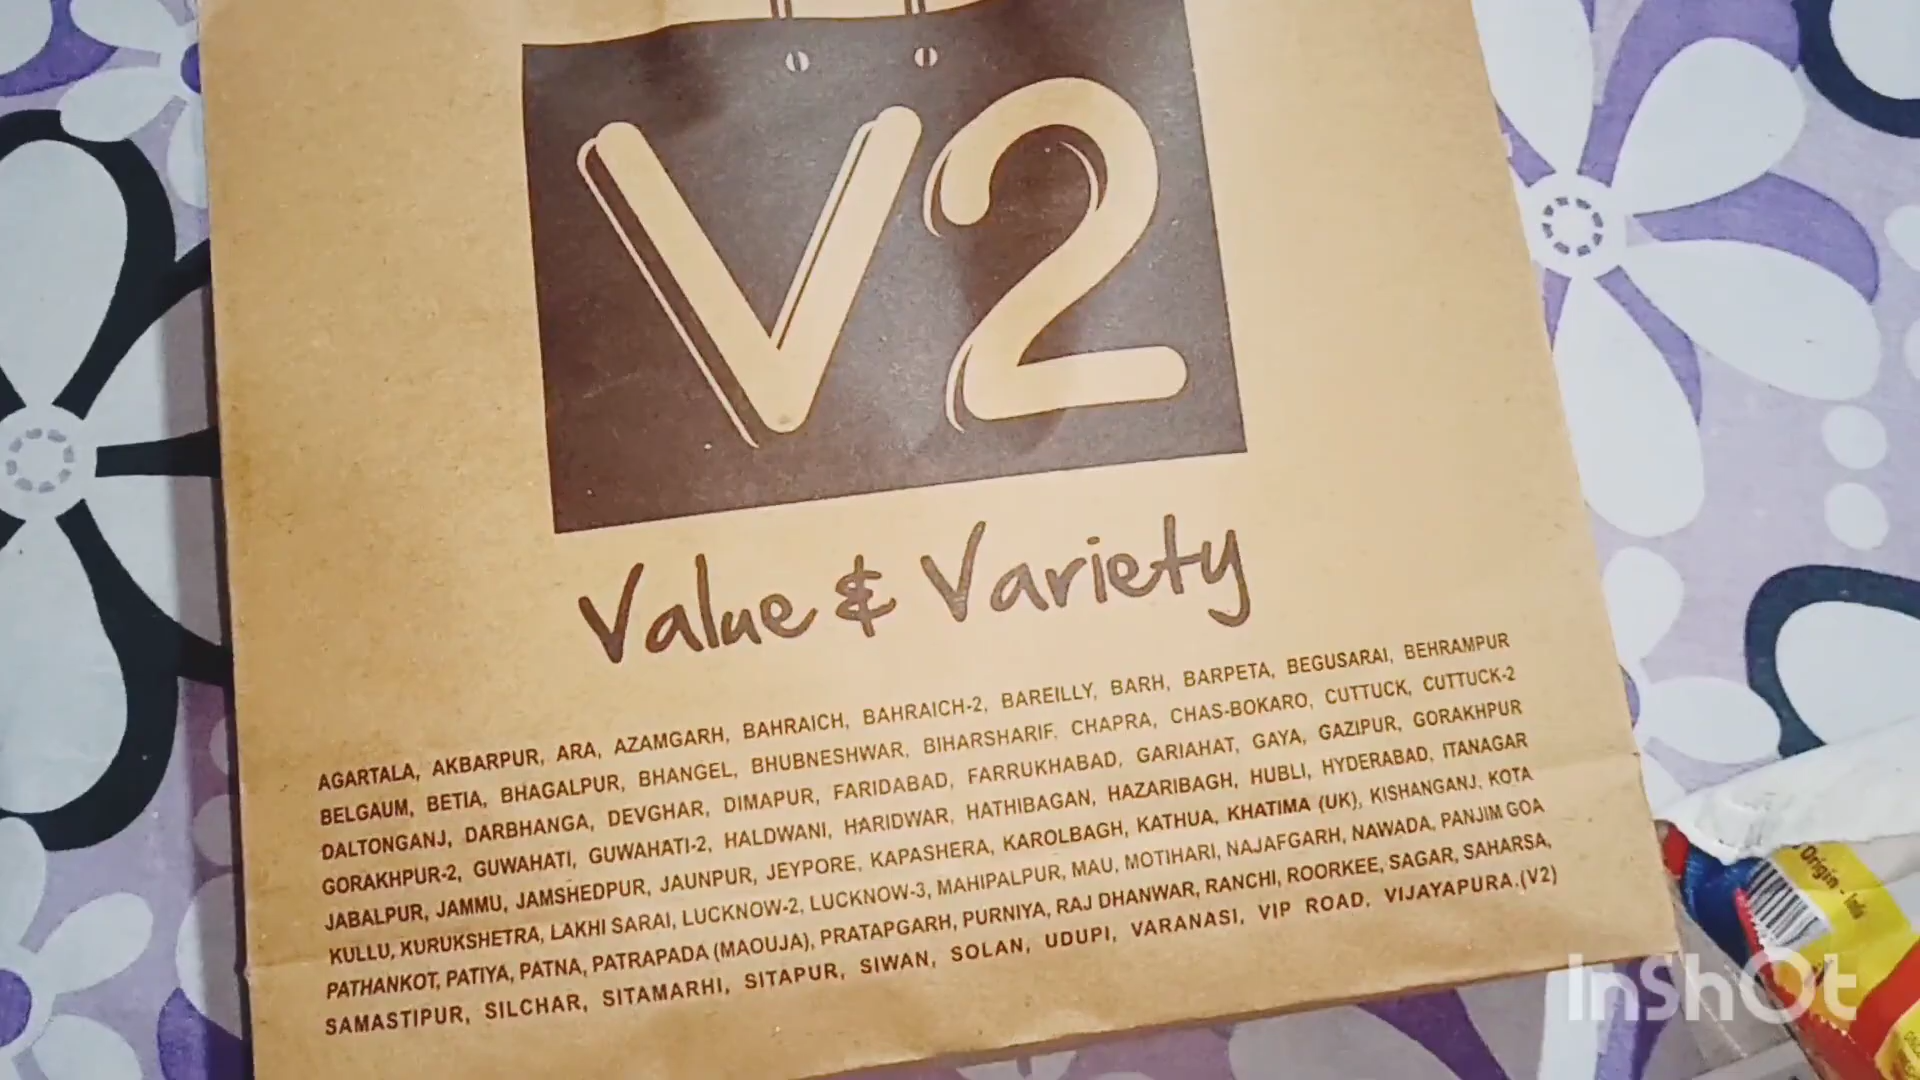 V2
Value & Variety
AGARTALA, AKBARPUR, ARA, AZAMGARH, BAHRAICH, BAHRAICH-2, BAREILLY, BARH, BARPETA, BEGUSARAI, BEHRAMPUR
BELGAUM, BETIA, BHAGALPUR, BHANGEL, BHUBNESHWAR, BIHARSHARIF, CHAPRA, CHAS-BOKARO, CUTTUCK, CUTTUCK-2
DALTONGANJ, DARBHANGA, DEVGHAR, DIMAPUR, FARIDABAD, FARRUKHABAD, GARIAHAT, GAYA, GAZIPUR, GORAKHPUR
GORAKHPUR-2, GUWAHATI, GUWAHATI-2, HALDWANI, HARIDWAR, HATHIBAGAN, HAZARIBAGH, HUBLI, HYDERABAD, ITANAGAR
JABALPUR, JAMMU, JAMSHEDPUR, JAUNPUR, JEYPORE, KAPASHERA, KAROLBAGH, KATHUA, KHATIMA (UK), KISHANGANJ, KOTA
KULLU, KURUKSHETRA, LAKHI SARAI, LUCKNOW-2, LUCKNOW-3, MAHIPALPUR, MAU, MOTIHARI, NAJAFGARH, NAWADA, PANJIM GOA
PATHANKOT, PATIYA, PATNA, PATRAPADA (MAOUJA), PRATAPGARH, PURNIYA, RAJ DHANWAR, RANCHI, ROORKEE, SAGAR, SAHARSA,
SAMASTIPUR, SILCHAR, SITAMARHI, SITAPUR, SIWAN, SOLAN, UDUPI, VARANASI, VIP ROAD, VIJAYAPURA.(V2)
Origin - 
InShOt